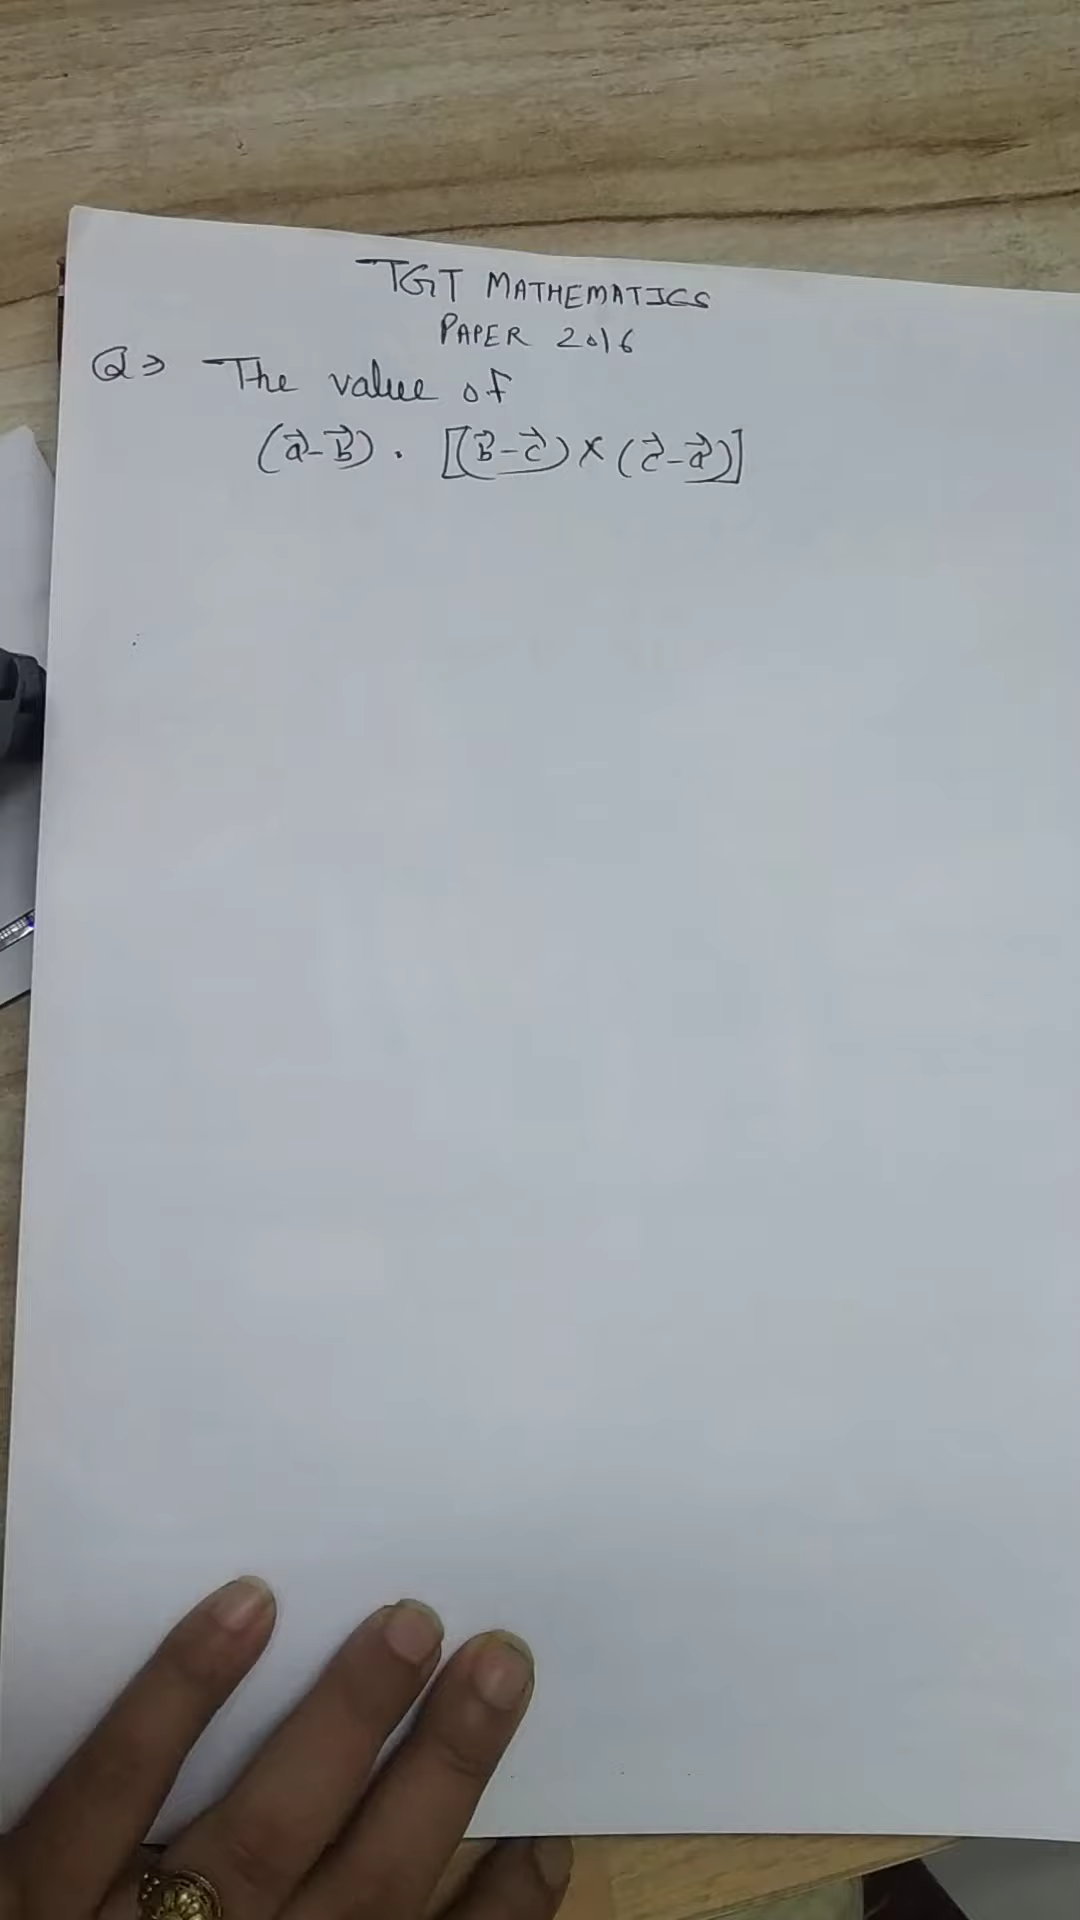 TGT MATHEMATICS
PAPER 2016
Q⇒ The value of
(a⃗-b⃗) . [(b⃗-c⃗)×(c⃗-a⃗)]